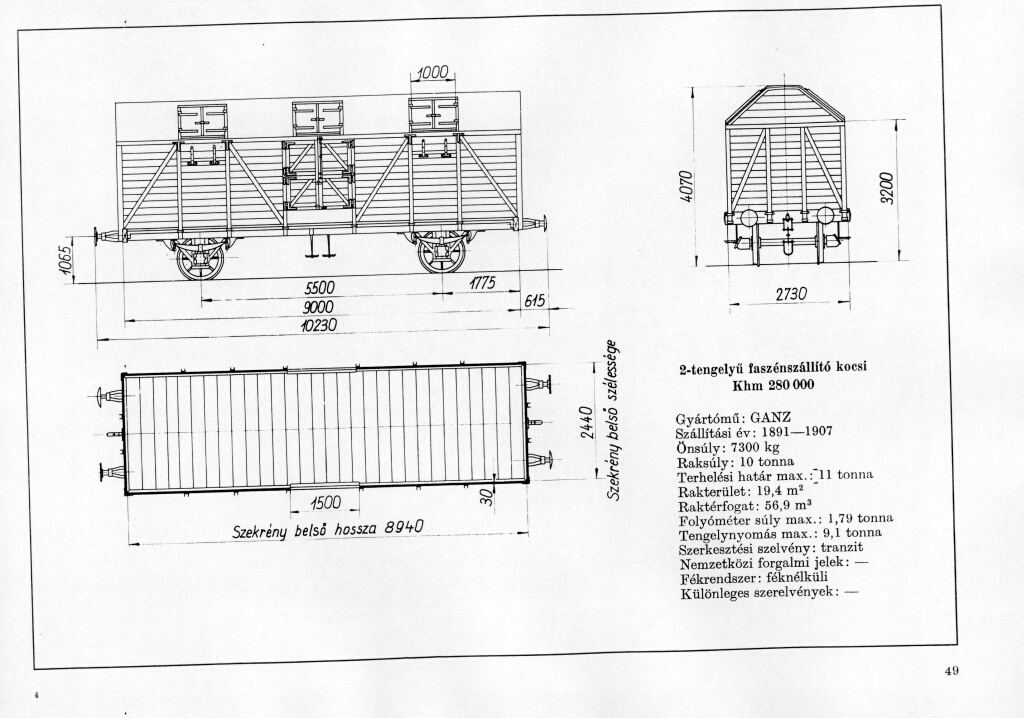 1000
1065
5500
1775
9000
615
10230
4070
3200
2730
2440
Szekrény belső szélessége
1500
30
Szekrény belső hossza 8940
2-tengelyű faszénszállító kocsi
Khm 280 000
Gyártómű: GANZ
Szállítási év: 1891—1907
Önsúly: 7300 kg
Raksúly: 10 tonna
Terhelési határ max.: 11 tonna
Rakterület: 19,4 m²
Raktérfogat: 56,9 m³
Folyóméter súly max.: 1,79 tonna
Tengelynyomás max.: 9,1 tonna
Szerkesztési szelvény: tranzit
Nemzetközi forgalmi jelek: —
Fékrendszer: féknélküli
Különleges szerelvények: —
49
4